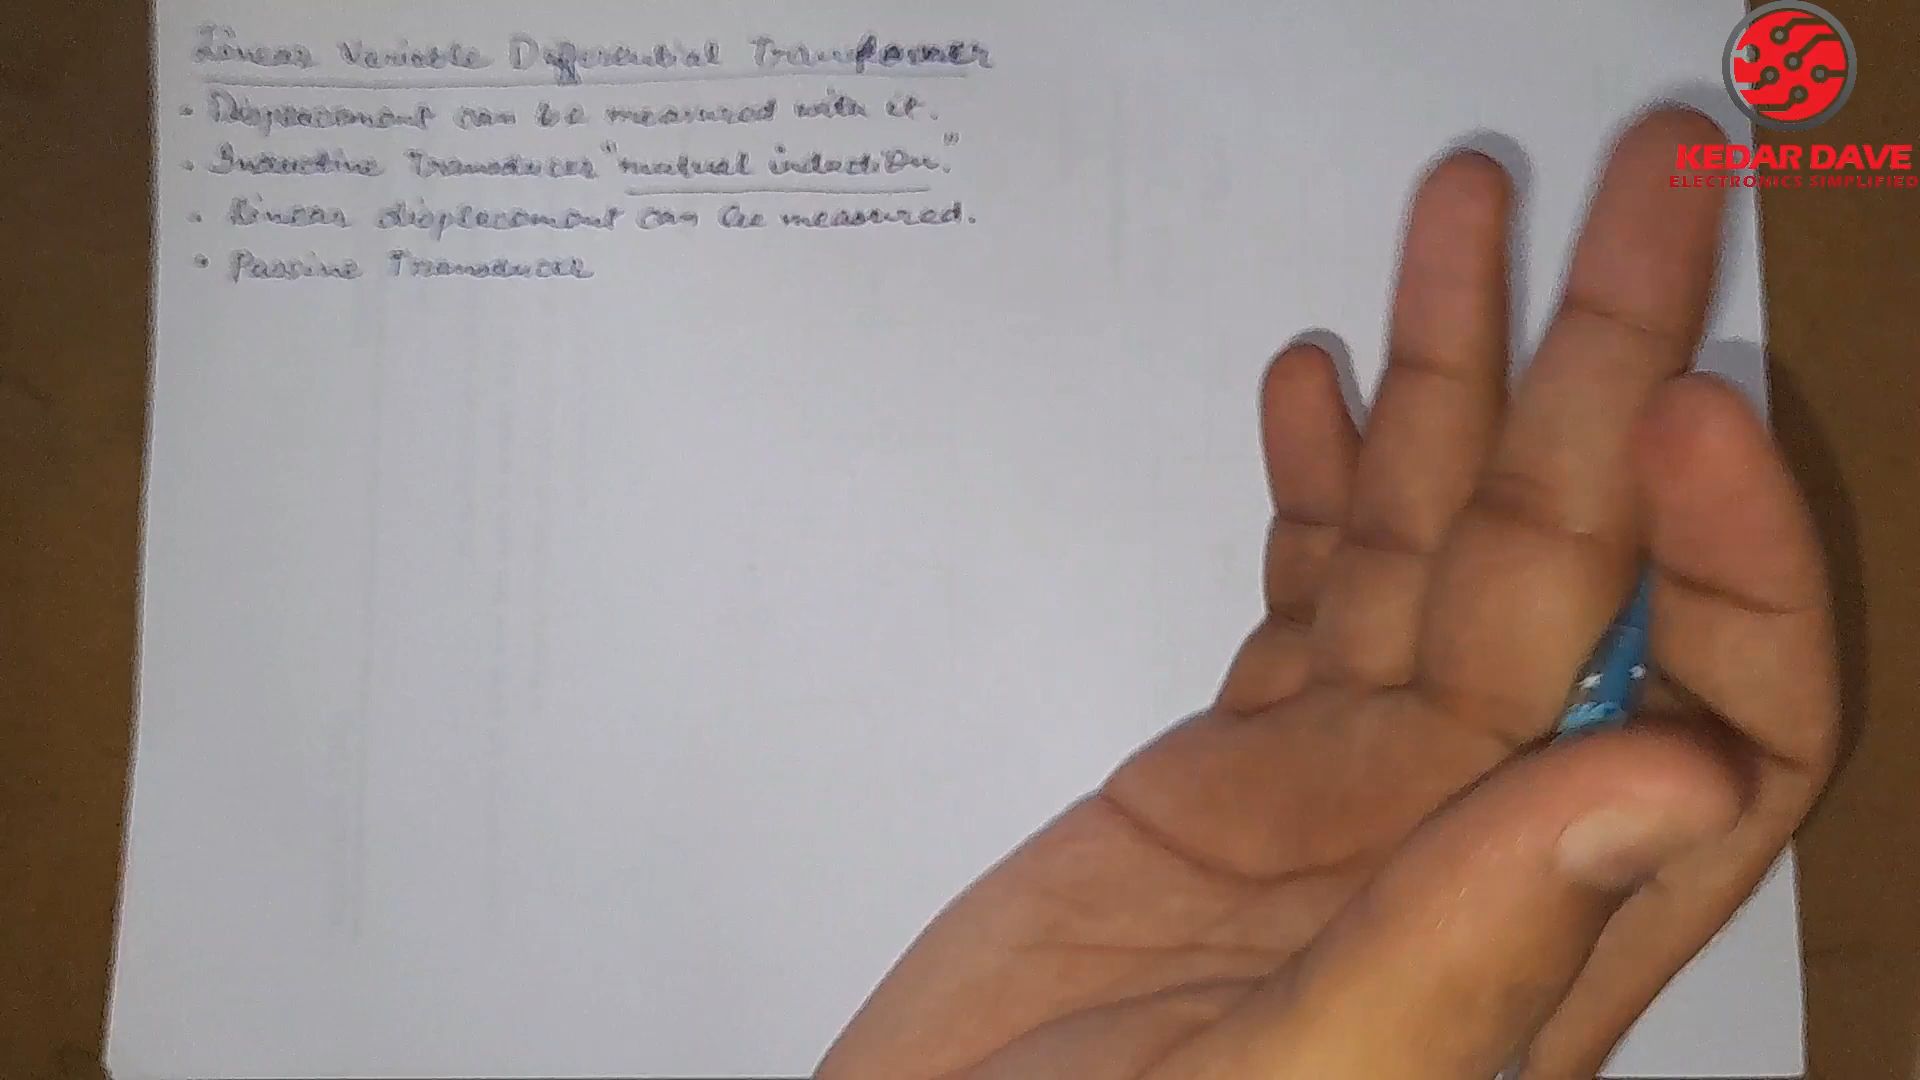 Linear Variable Differential Transformer
• Displacement can be measured with it.
• Inductive Transducer "mutual induction".
• Linear displacement can be measured.
• Passive Transducer
KEDAR DAVE
ELECTRONICS SIMPLIFIED